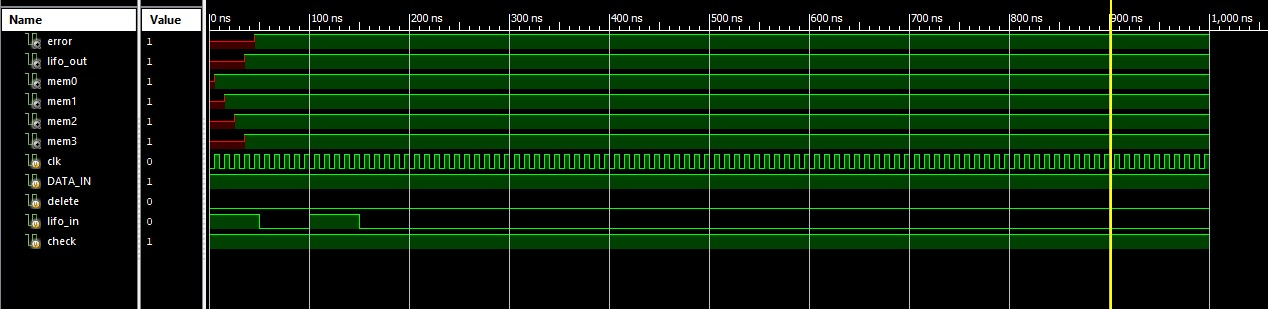 Name Value 0 ns 100 ns 200 ns 300 ns 400 ns 500 ns 600 ns 700 ns 800 ns 900 ns 1,000 ns
error 1
lifo_out 1
mem0 1
mem1 1
mem2 1
mem3 1
clk 0
DATA_IN 1
delete 0
lifo_in 0
check 1